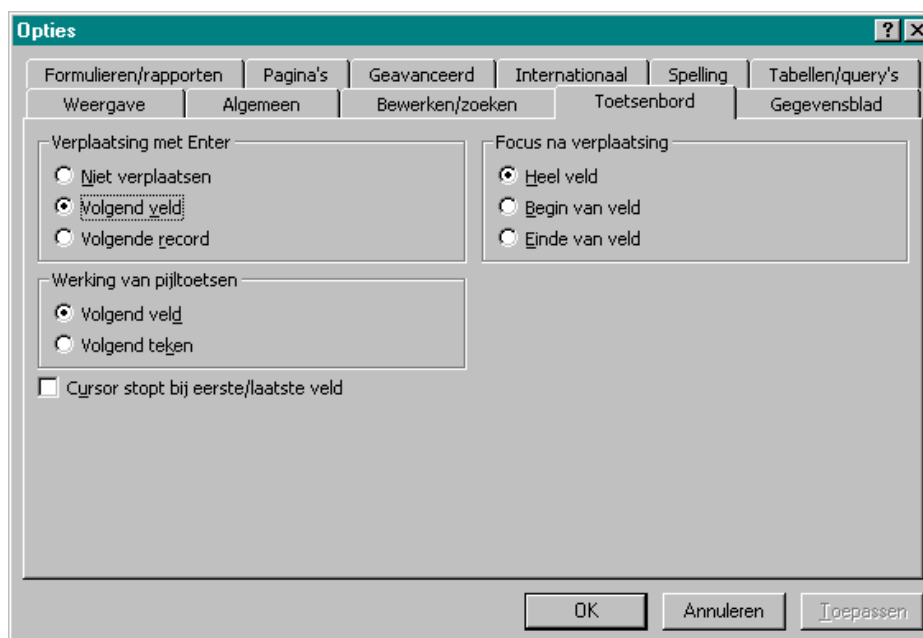 Opties
Formulieren/rapporten Pagina's Geavanceerd Internationaal Spelling Tabellen/query's
Weergave Algemeen Bewerken/zoeken Toetsenbord Gegevensblad
Verplaatsing met Enter
Niet verplaatsen
Volgend veld
Volgende record
Focus na verplaatsing
Heel veld
Begin van veld
Einde van veld
Werking van pijltoetsen
Volgend veld
Volgend teken
Cursor stopt bij eerste/laatste veld
OK Annuleren Toepassen